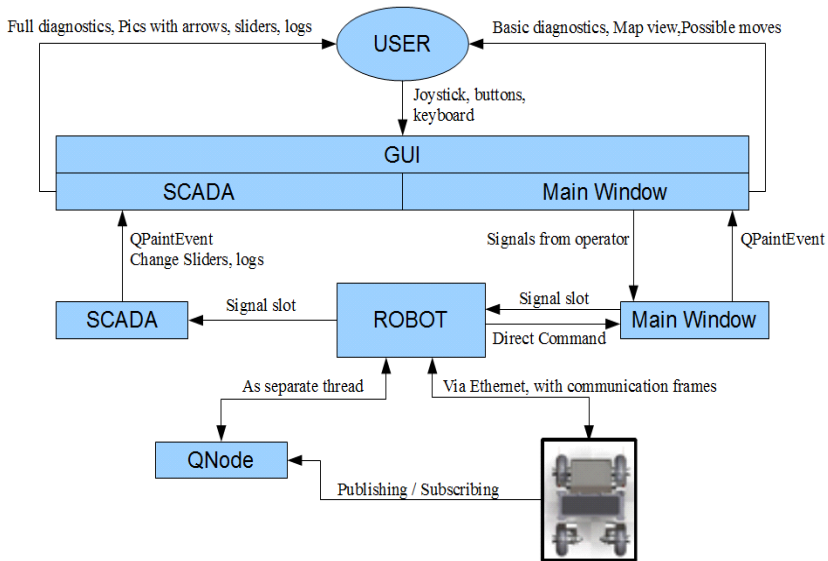 Full diagnostics, Pics with arrows, sliders, logs
USER
Basic diagnostics, Map view,Possible moves
Joystick, buttons,
keyboard
GUI
SCADA
Main Window
QPaintEvent
Change Sliders, logs
Signals from operator
QPaintEvent
SCADA
Signal slot
ROBOT
Signal slot
Direct Command
Main Window
As separate thread
Via Ethernet, with communication frames
QNode
Publishing / Subscribing